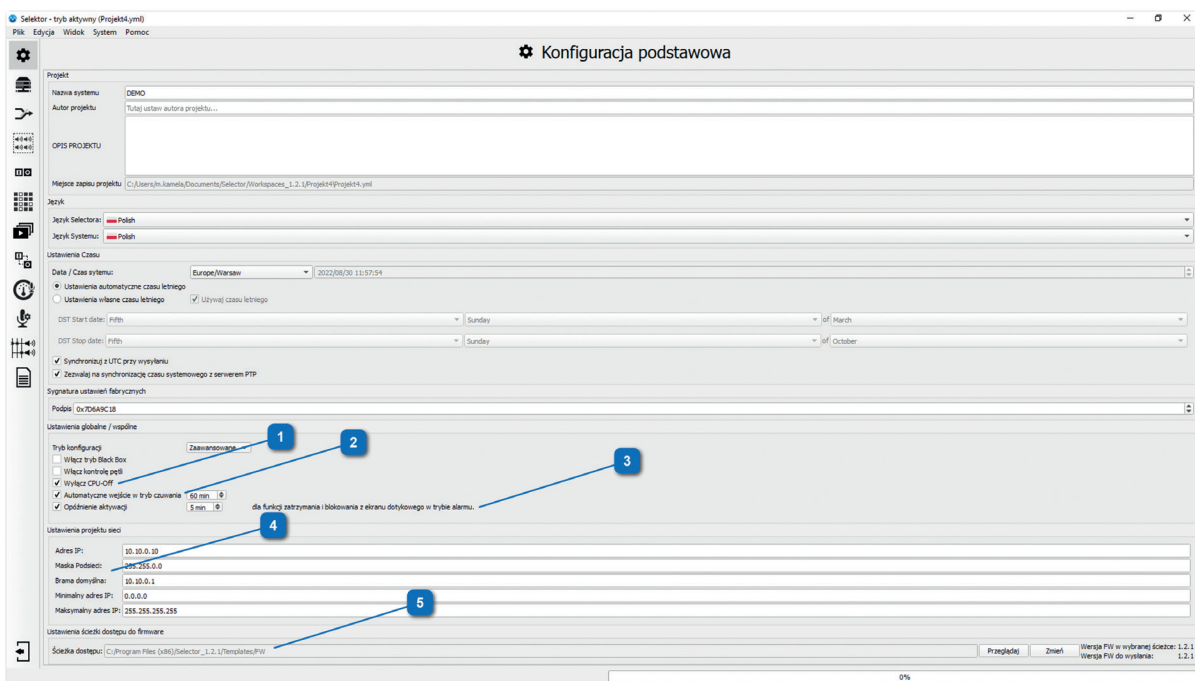 Selektor - tryb aktywny (Projekt4.yml)
Plik Edycja Widok System Pomoc
Konfiguracja podstawowa
Projekt
Nazwa systemu DEMO
Autor projektu Tutaj ustaw autora projektu...
OPIS PROJEKTU
Miejsce zapisu projektu C:/Users/m.kamela/Documents/Selector/Workspaces_1.2.1/Projekt4\Projekt4.yml
Język
Język Selectora: Polish
Język Systemu: Polish
Ustawienia Czasu
Data / Czas sytemu: Europe/Warsaw 2022/08/30 11:57:54
Ustawienia automatyczne czasu letniego
Ustawienia własne czasu letniego Używaj czasu letniego
DST Start date: Fifth Sunday of March
DST Stop date: Fifth Sunday of October
Synchronizuj z UTC przy wysyłaniu
Zezwalaj na synchronizację czasu systemowego z serwerem PTP
Sygnatura ustawień fabrycznych
Podpis 0x7D6A9C18
Ustawienia globalne / wspólne
Tryb konfiguracji Zaawansowane
Włącz tryb Black Box
Włącz kontrolę pętli
Wyłącz CPU-Off
Automatyczne wejście w tryb czuwania 60 min
Opóźnienie aktywacji 5 min dla funkcji zatrzymania i blokowania z ekranu dotykowego w trybie alarmu.
1
2
3
4
Ustawienia projektu sieci
Adres IP: 10.10.0.10
Maska Podsieci: 255.255.0.0
Brama domyślna: 10.10.0.1
Minimalny adres IP: 0.0.0.0
Maksymalny adres IP: 255.255.255.255
5
Ustawienia ścieżki dostępu do firmware
Ścieżka dostępu: C:/Program Files (x86)/Selector_1.2.1/Templates/FW Przeglądaj Zmień
Wersja FW w wybranej ścieżce: 1.2.1
Wersja FW do wysłania: 1.2.1
0%